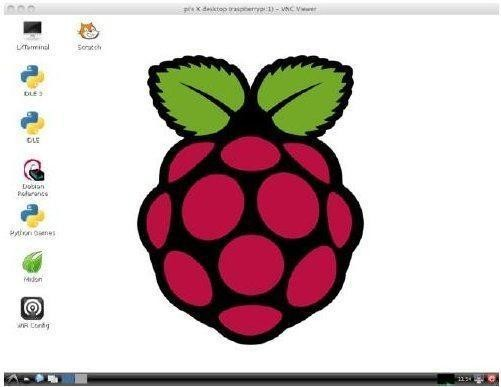 pi's X desktop (raspberrypi:1) – VNC Viewer
LXTerminal
Scratch
IDLE 3
IDLE
Debian
Reference
Python Games
Midori
WiFi Config